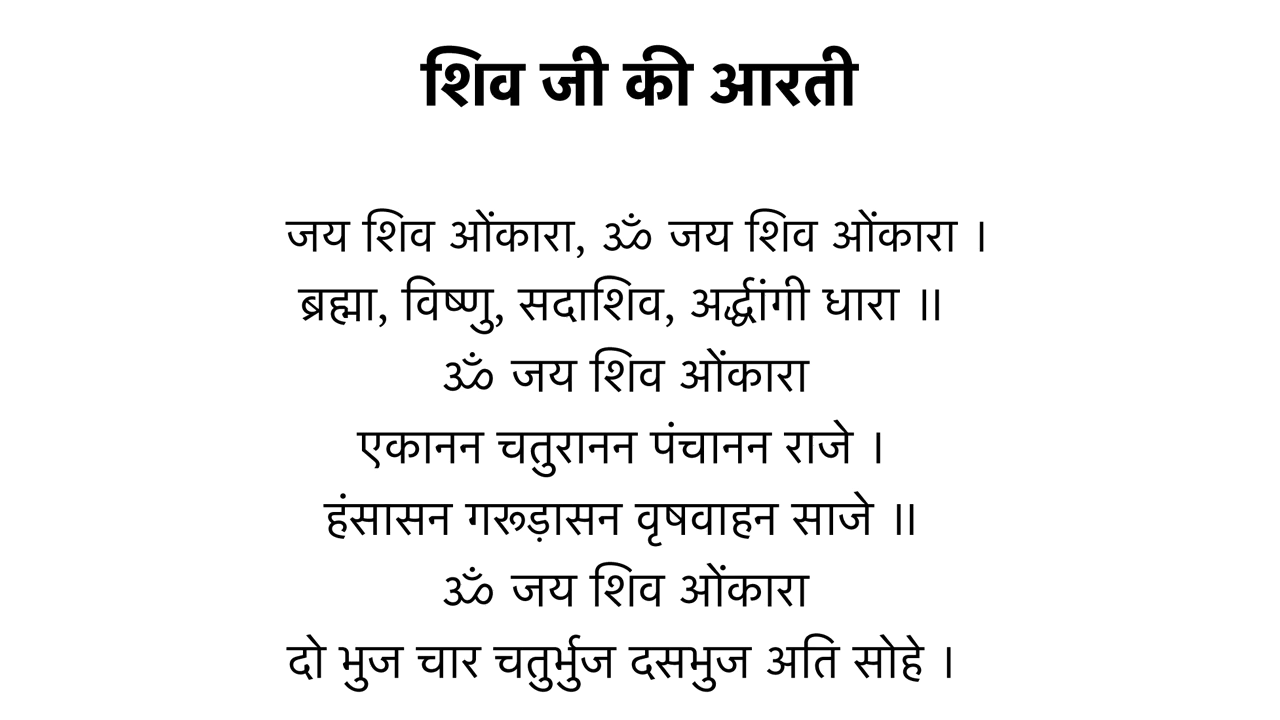 शिव जी की आरती
जय शिव ओंकारा, ॐ जय शिव ओंकारा ।
ब्रह्मा, विष्णु, सदाशिव, अर्द्धांगी धारा ॥
ॐ जय शिव ओंकारा
एकानन चतुरानन पंचानन राजे ।
हंसासन गरूड़ासन वृषवाहन साजे ॥
ॐ जय शिव ओंकारा
दो भुज चार चतुर्भुज दसभुज अति सोहे ।